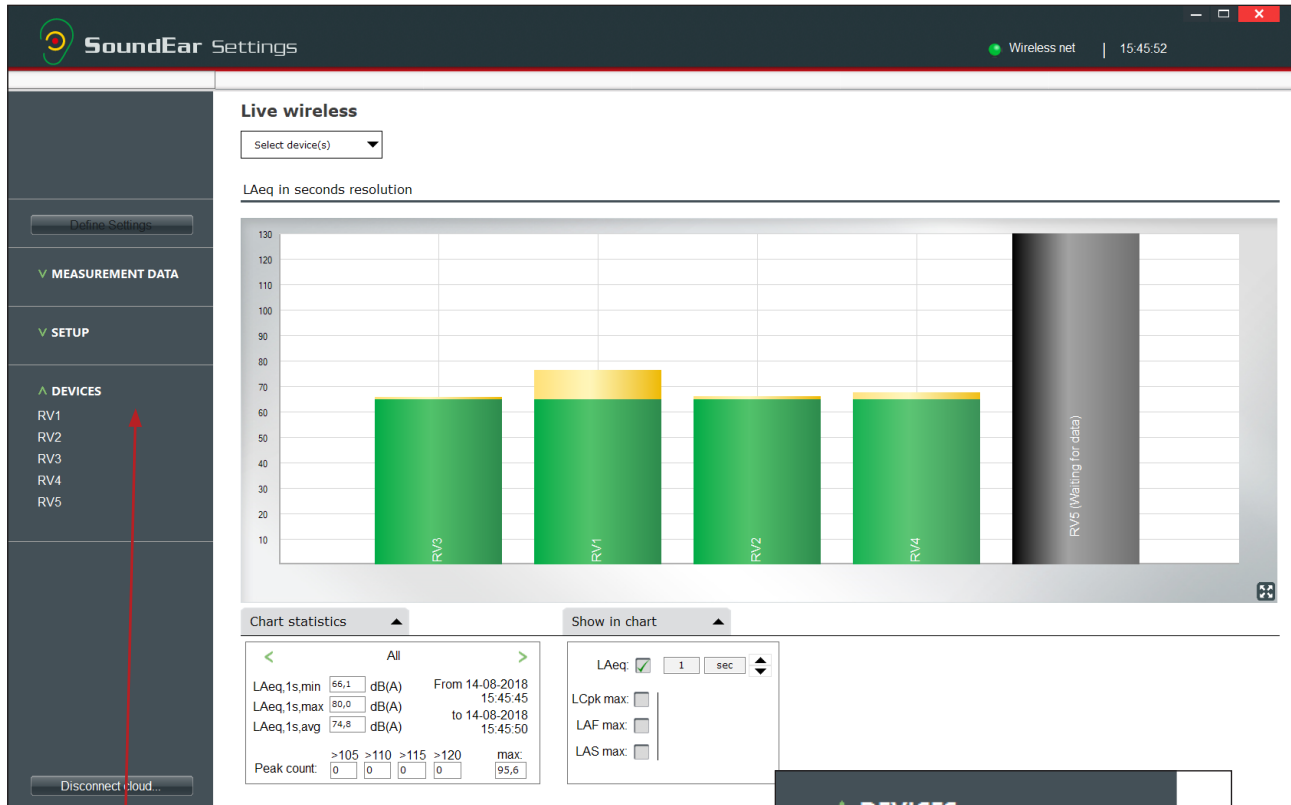 SoundEar Settings
Wireless net | 15:45:52
Live wireless
Select device(s)
LAeq in seconds resolution
Define Settings
MEASUREMENT DATA
SETUP
DEVICES
RV1
RV2
RV3
RV4
RV5
130
120
110
100
90
80
70
60
50
40
30
20
10
RV3
RV1
RV2
RV4
RV5 (Waiting for data)
Chart statistics
Show in chart
< All >
LAeq,1s,min 66,1 dB(A)
LAeq,1s,max 80,0 dB(A)
LAeq,1s,avg 74,8 dB(A)
From 14-08-2018
15:45:45
to 14-08-2018
15:45:50
>105 >110 >115 >120 max:
Peak count: 0 0 0 0 95,6
LAeq: 1 sec
LCpk max:
LAF max:
LAS max:
Disconnect cloud...
DEVICES